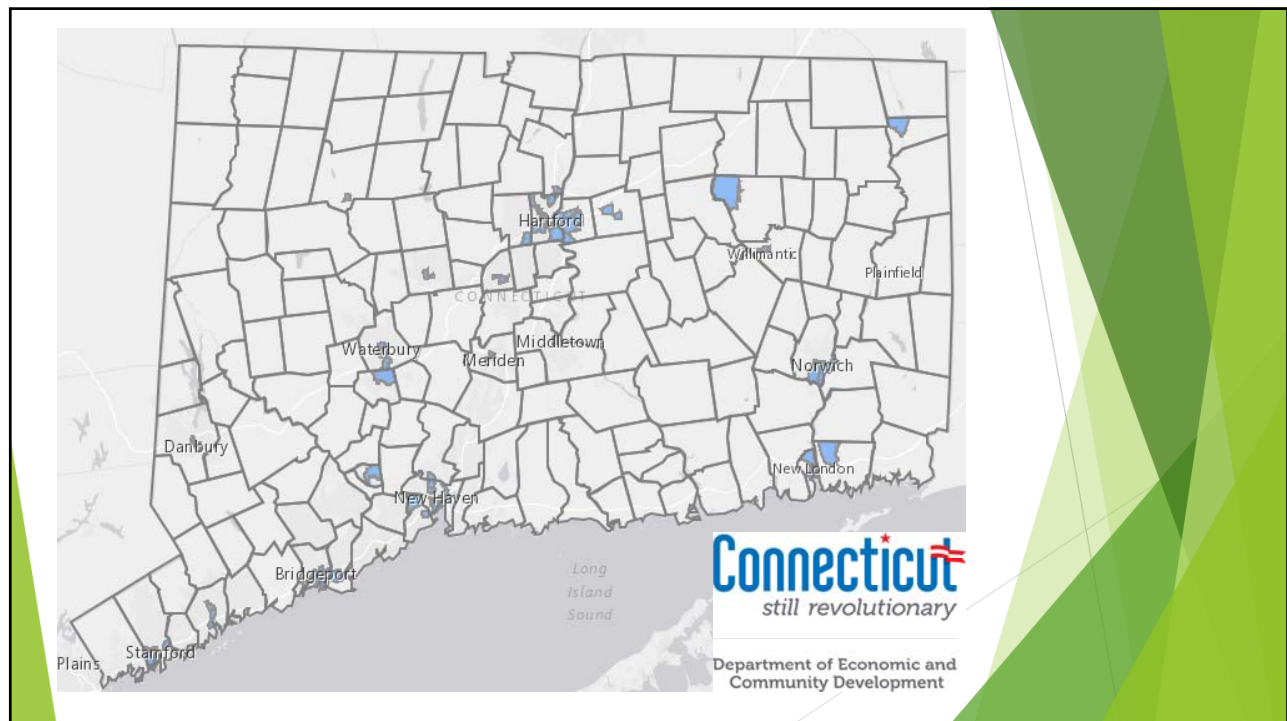 Hartford
Willimantic
Plainfield
CONNECTICUT
Waterbury
Meriden
Middletown
Norwich
Danbury
New London
New Haven
Bridgeport
Long
Island
Sound
Stamford
Plains
Connecticut
still revolutionary
Department of Economic and
Community Development